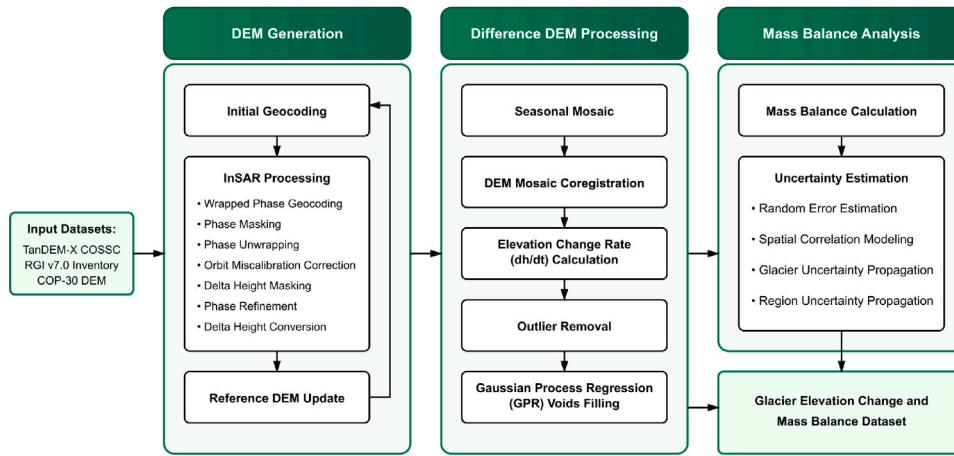 DEM Generation
Difference DEM Processing
Mass Balance Analysis
Input Datasets:
TanDEM-X COSSC
RGI v7.0 Inventory
COP-30 DEM
Initial Geocoding
InSAR Processing
• Wrapped Phase Geocoding
• Phase Masking
• Phase Unwrapping
• Orbit Miscalibration Correction
• Delta Height Masking
• Phase Refinement
• Delta Height Conversion
Reference DEM Update
Seasonal Mosaic
DEM Mosaic Coregistration
Elevation Change Rate
(dh/dt) Calculation
Outlier Removal
Gaussian Process Regression
(GPR) Voids Filling
Mass Balance Calculation
Uncertainty Estimation
• Random Error Estimation
• Spatial Correlation Modeling
• Glacier Uncertainty Propagation
• Region Uncertainty Propagation
Glacier Elevation Change and
Mass Balance Dataset